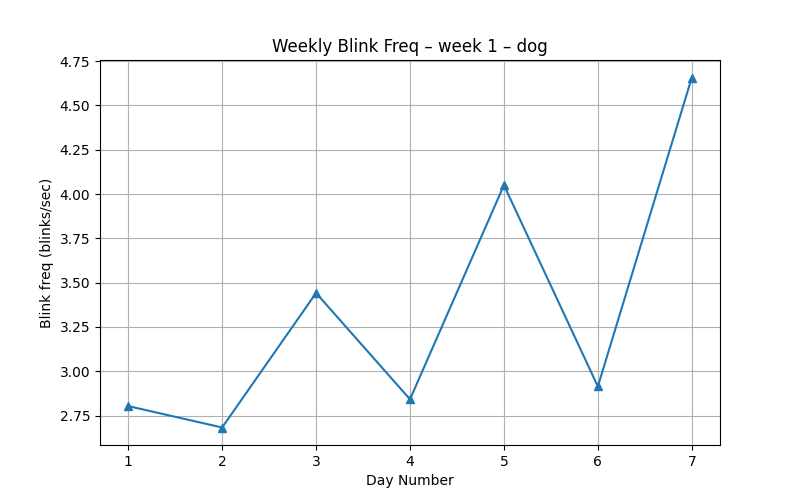 Weekly Blink Freq – week 1 – dog
4.75
4.50
4.25
4.00
3.75
3.50
3.25
3.00
2.75
Blink freq (blinks/sec)
1 2 3 4 5 6 7
Day Number